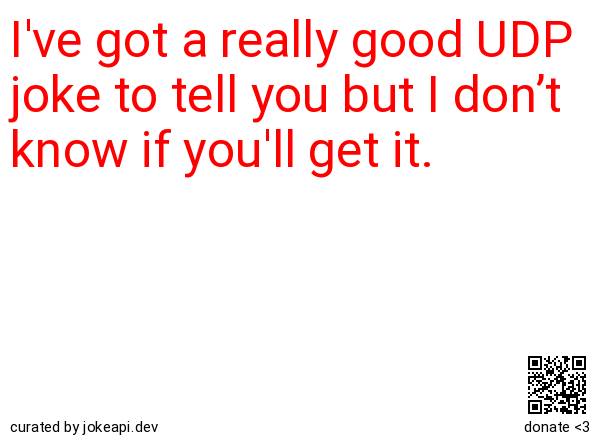 I've got a really good UDP
joke to tell you but I don’t
know if you'll get it.
curated by jokeapi.dev
donate <3